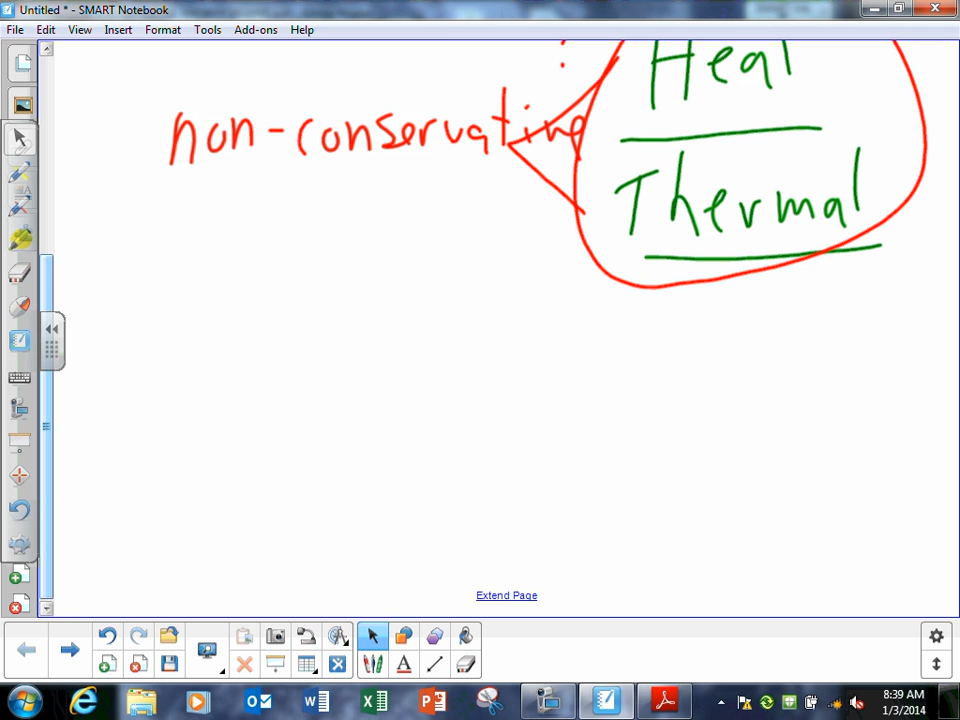 Untitled * - SMART Notebook
File Edit View Insert Format Tools Add-ons Help
?
Heat
non-conservating
Thermal
Extend Page
8:39 AM
1/3/2014